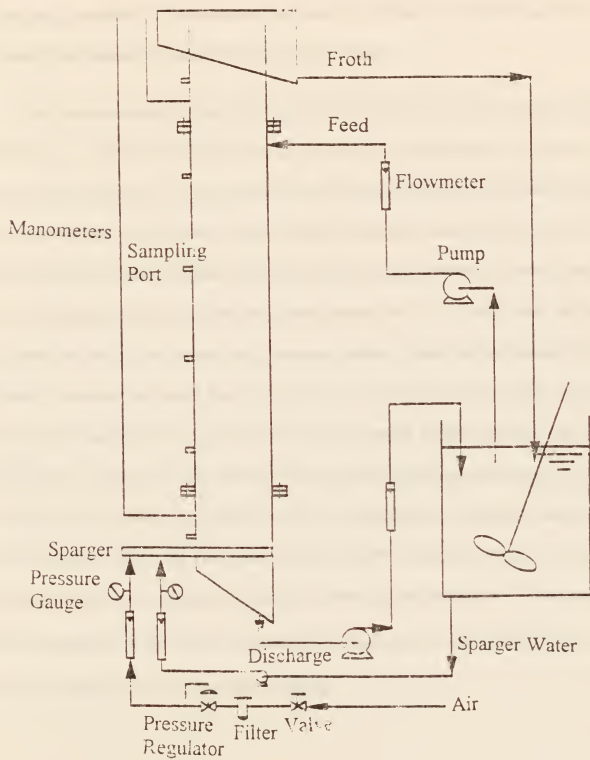 Froth
Feed
Flowmeter
Manometers
Sampling
Port
Pump
Sparger
Pressure
Gauge
Discharge
Sparger Water
Air
Pressure
Regulator
Filter
Valve